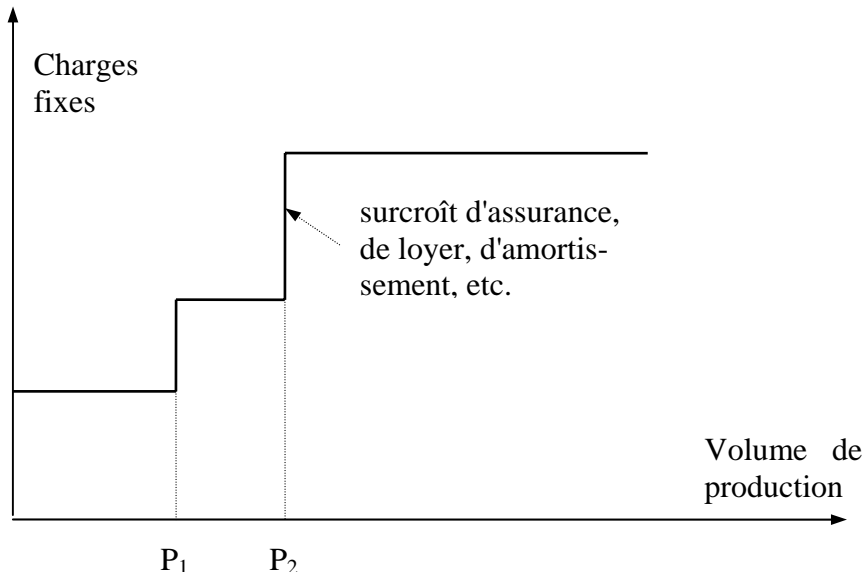 Charges
fixes
surcroît d'assurance,
de loyer, d'amortis-
sement, etc.
Volume de
production
P₁ P₂